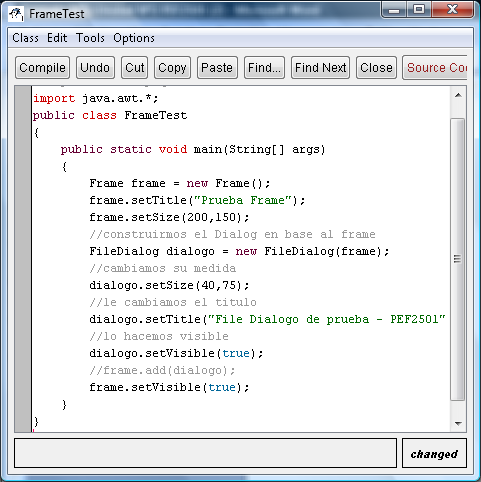 FrameTest
Class Edit Tools Options
Compile Undo Cut Copy Paste Find... Find Next Close Source Coo
import java.awt.*;
public class FrameTest
{
public static void main(String[] args)
{
Frame frame = new Frame();
frame.setTitle("Prueba Frame");
frame.setSize(200,150);
//construirmos el Dialog en base al frame
FileDialog dialogo = new FileDialog(frame);
//cambiamos su medida
dialogo.setSize(40,75);
//le cambiamos el titulo
dialogo.setTitle("File Dialogo de prueba - PEF2501"
//lo hacemos visible
dialogo.setVisible(true);
//frame.add(dialogo);
frame.setVisible(true);
}
}
changed